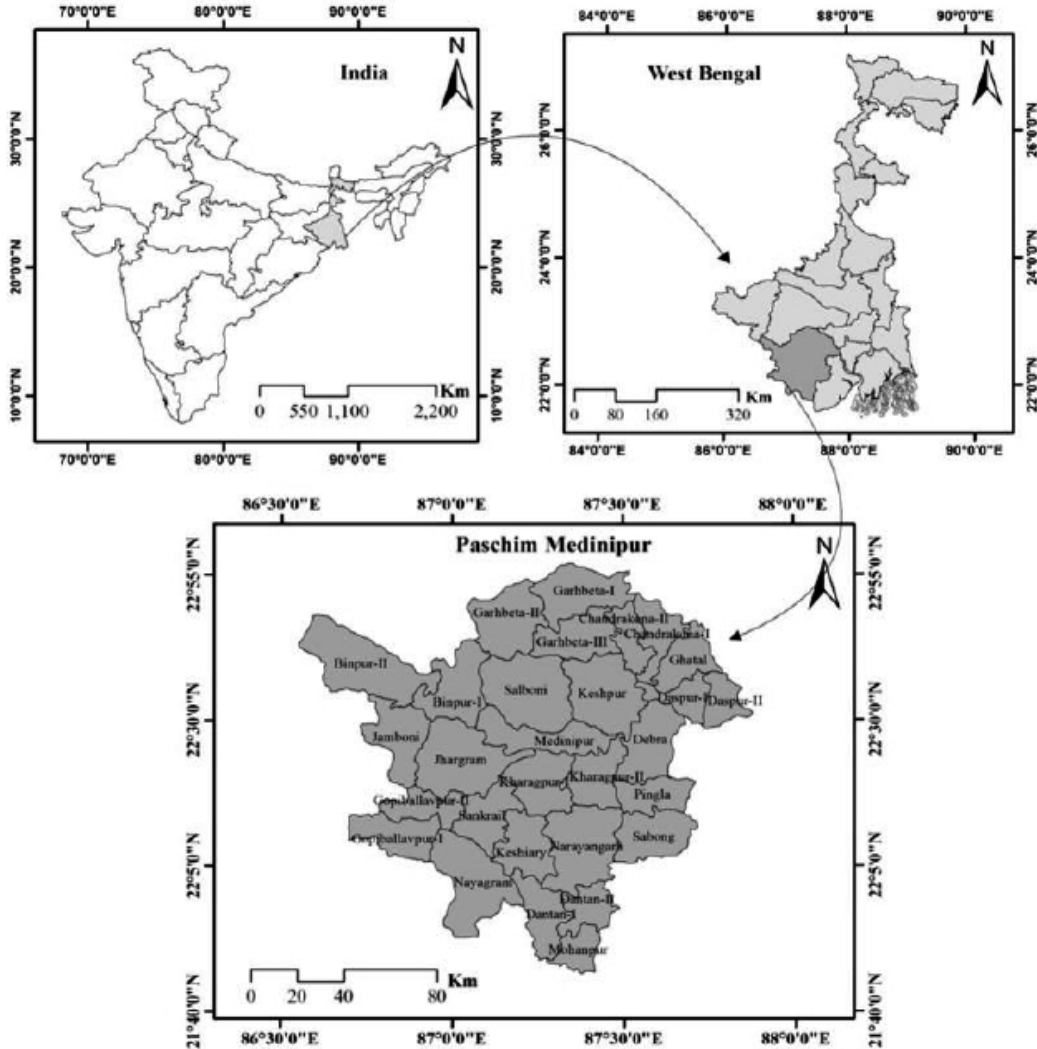 70°0'0"E 80°0'0"E 90°0'0"E
India
N
30°0'0"N 20°0'0"N 10°0'0"N
30°0'0"N 20°0'0"N 10°0'0"N
Km
0 550 1,100 2,200
70°0'0"E 80°0'0"E 90°0'0"E
84°0'0"E 86°0'0"E 88°0'0"E 90°0'0"E
West Bengal
N
26°0'0"N 24°0'0"N 22°0'0"N
26°0'0"N 24°0'0"N 22°0'0"N
Km
0 80 160 320
84°0'0"E 86°0'0"E 88°0'0"E 90°0'0"E
86°30'0"E 87°0'0"E 87°30'0"E 88°0'0"E
Paschim Medinipur
N
22°55'0"N 22°30'0"N 22°5'0"N 21°40'0"N
22°55'0"N 22°30'0"N 22°5'0"N 21°40'0"N
Garhbeta-I
Garhbeta-II
Chandrakana-II
Chandrakana-I
Garhbeta-III
Ghatal
Binpur-II
Salboni
Keshpur
Binpur-I
Daspur-I
Daspur-II
Jamboni
Medinipur
Debra
Jhargram
Kharagpur-I
Kharagpur-II
Pingla
Gopiballavpur-II
Sankrail
Gopiballavpur-I
Keshiary
Narayangarh
Sabong
Nayagram
Dantan-II
Dantan-I
Mohanpur
Km
0 20 40 80
86°30'0"E 87°0'0"E 87°30'0"E 88°0'0"E